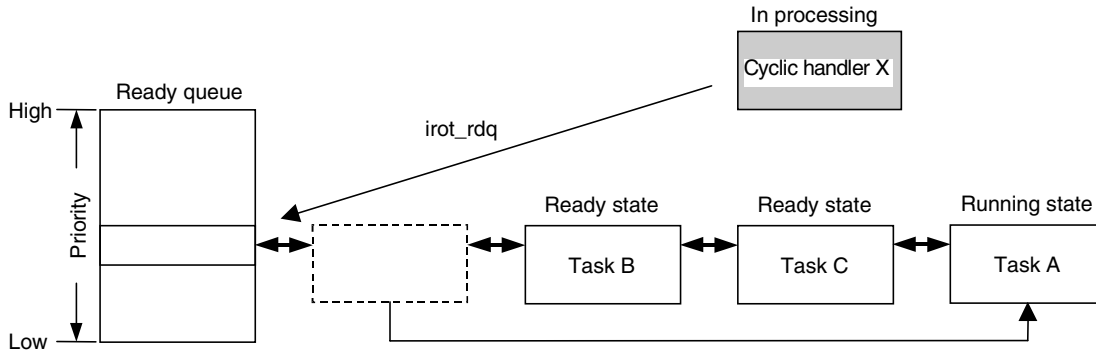 In processing
Cyclic handler X
Ready queue
High
irot_rdq
Priority
Ready state
Ready state
Running state
Task B
Task C
Task A
Low